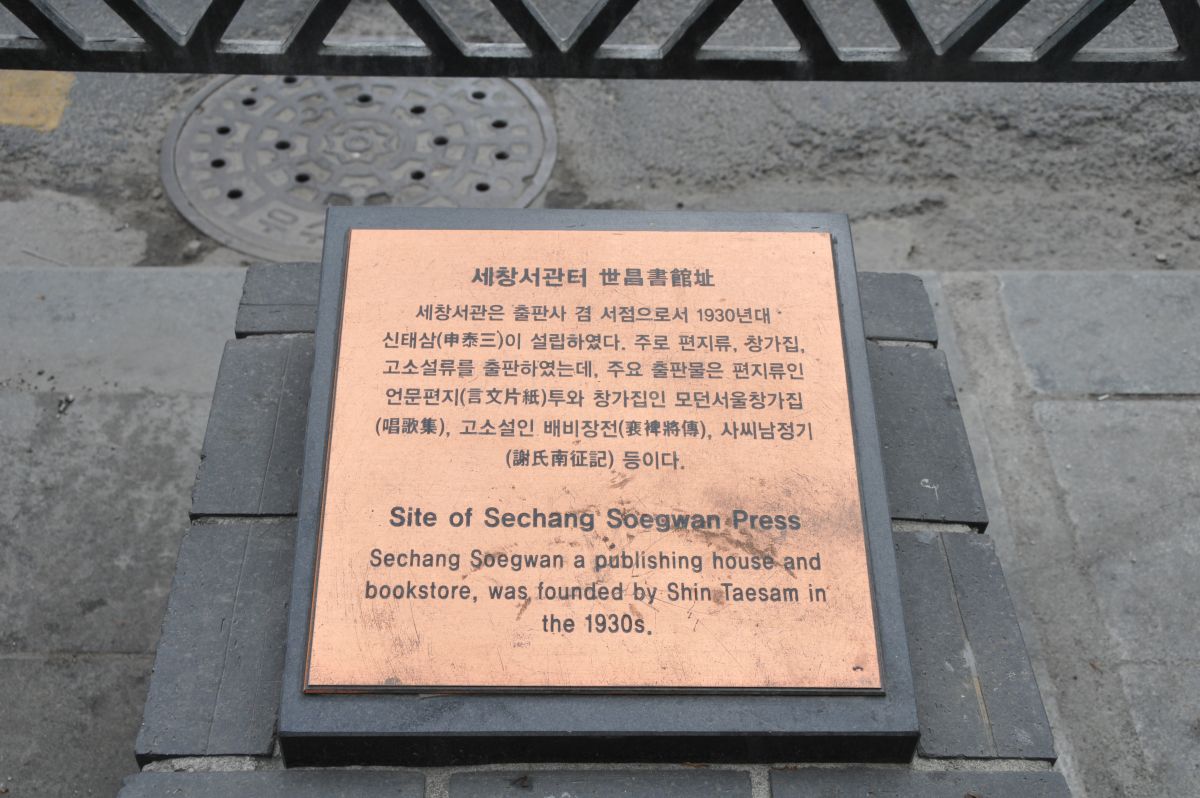 세창서관터 世昌書館址
세창서관은 출판사 겸 서점으로서 1930년대
신태삼(申泰三)이 설립하였다. 주로 편지류, 창가집,
고소설류를 출판하였는데, 주요 출판물은 편지류인
언문편지(言文片紙)투와 창가집인 모던서울창가집
(唱歌集), 고소설인 배비장전(裵裨將傳), 사씨남정기
(謝氏南征記) 등이다.
Site of Sechang Soegwan Press
Sechang Soegwan a publishing house and
bookstore, was founded by Shin Taesam in
the 1930s.